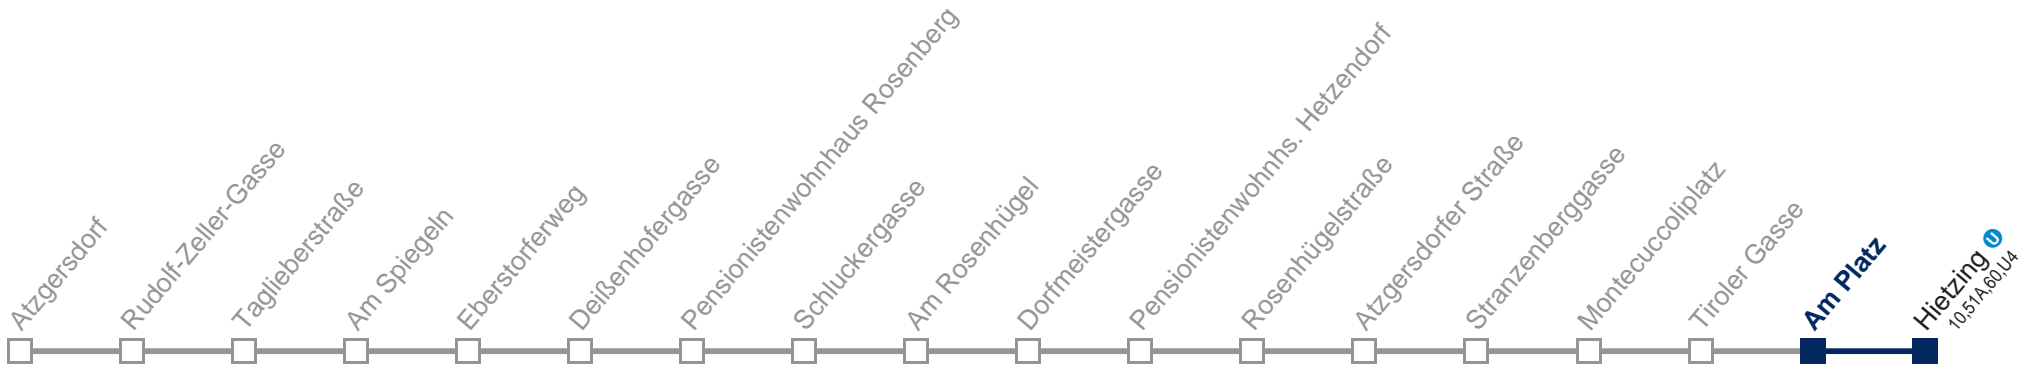 Atzgersdorf
Rudolf-Zeller-Gasse
Taglieberstraße
Am Spiegeln
Eberstorferweg
Deißenhofergasse
Pensionistenwohnhaus Rosenberg
Schluckergasse
Am Rosenhügel
Dorfmeistergasse
Pensionistenwohnhs. Hetzendorf
Rosenhügelstraße
Atzgersdorfer Straße
Stranzenberggasse
Montecuccoliplatz
Tiroler Gasse
Am Platz
Hietzing U
10,51A,60,U4